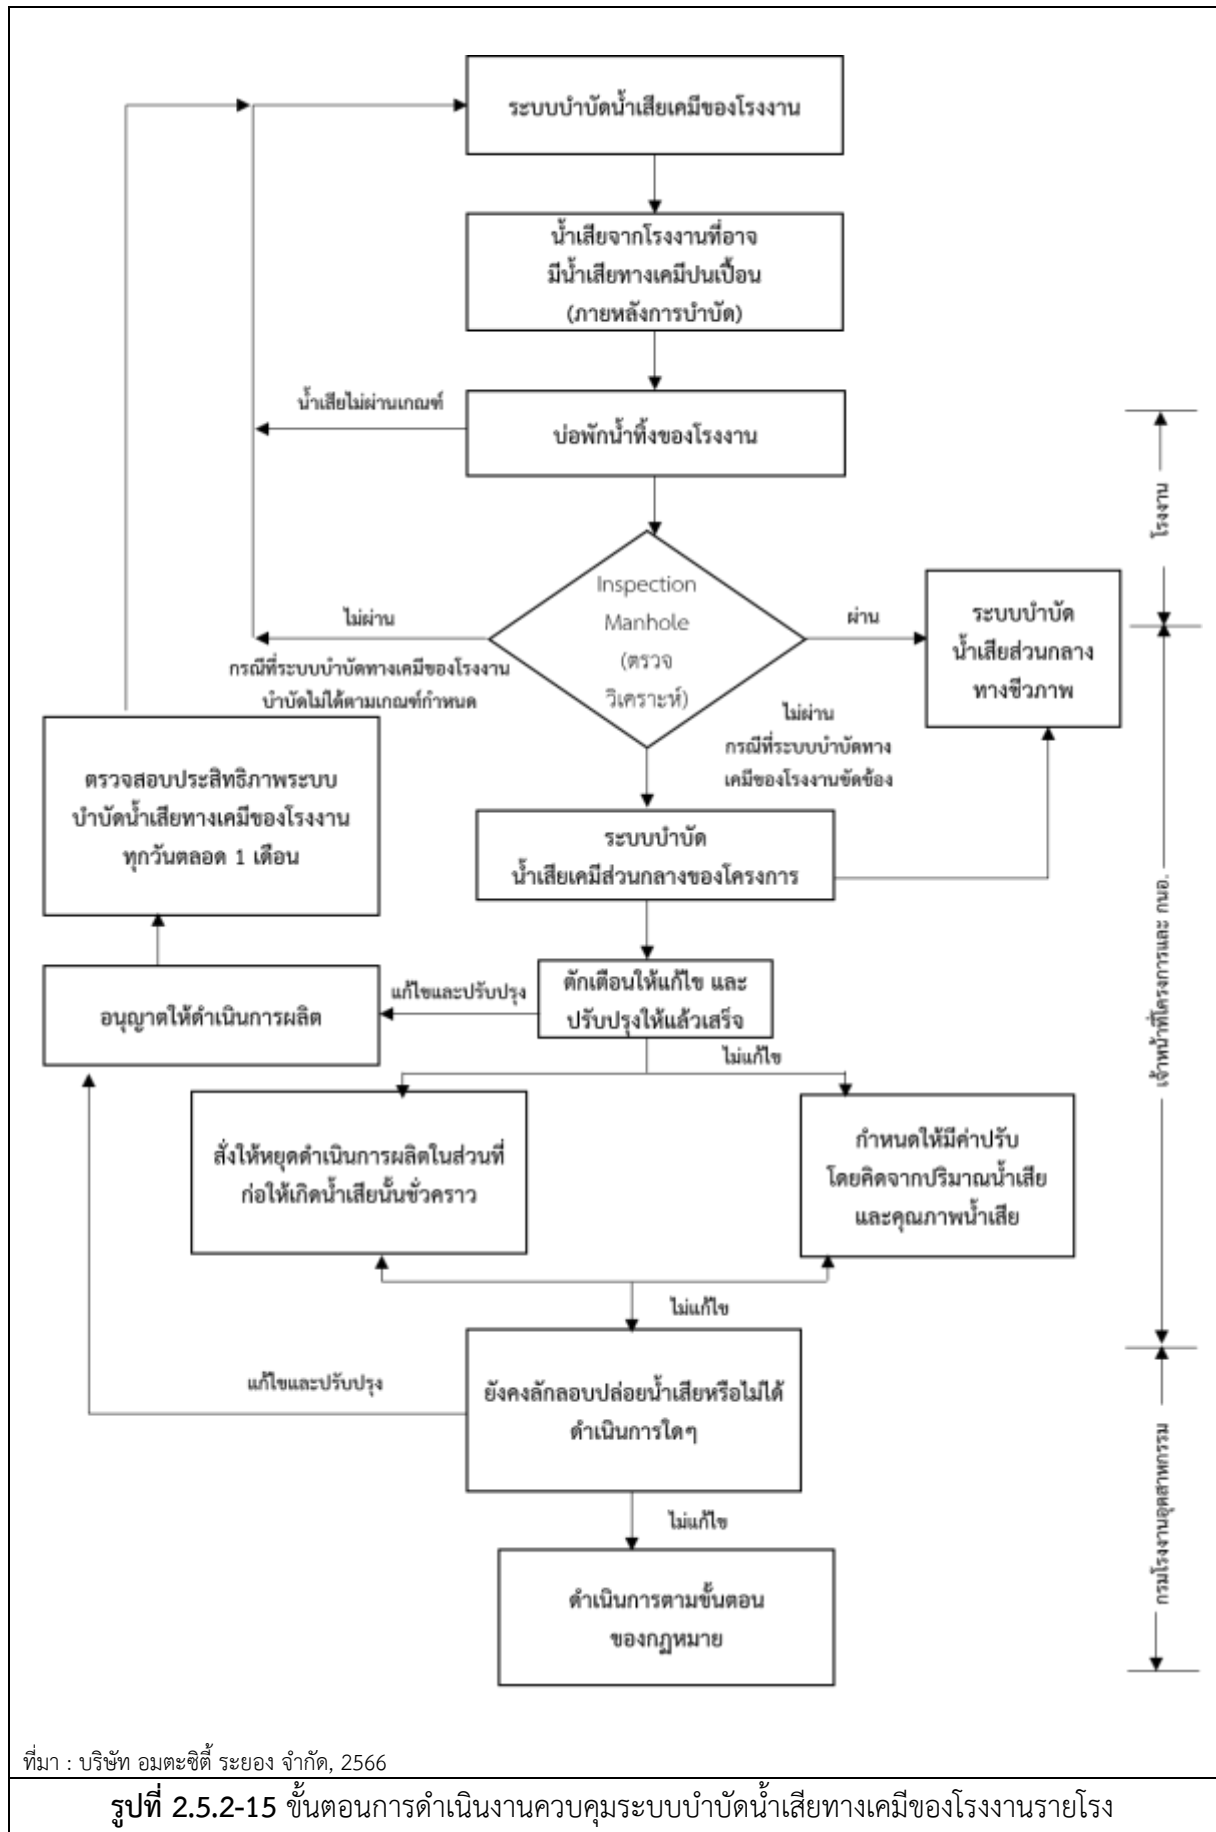 ระบบบำบัดน้ำเสียเคมีของโรงงาน
น้ำเสียจากโรงงานที่อาจ
มีน้ำเสียทางเคมีปนเปื้อน
(ภายหลังการบำบัด)
น้ำเสียไม่ผ่านเกณฑ์
บ่อพักน้ำทิ้งของโรงงาน
โรงงาน
Inspection
Manhole
(ตรวจ
วิเคราะห์)
ไม่ผ่าน
กรณีที่ระบบบำบัดทางเคมีของโรงงาน
บำบัดไม่ได้ตามเกณฑ์กำหนด
ผ่าน
ระบบบำบัด
น้ำเสียส่วนกลาง
ทางชีวภาพ
ไม่ผ่าน
กรณีที่ระบบบำบัดทาง
เคมีของโรงงานขัดข้อง
ตรวจสอบประสิทธิภาพระบบ
บำบัดน้ำเสียทางเคมีของโรงงาน
ทุกวันตลอด 1 เดือน
ระบบบำบัด
น้ำเสียเคมีส่วนกลางของโครงการ
เจ้าหน้าที่โครงการและ กนอ.
อนุญาตให้ดำเนินการผลิต
แก้ไขและปรับปรุง
ตักเตือนให้แก้ไข และ
ปรับปรุงให้แล้วเสร็จ
ไม่แก้ไข
สั่งให้หยุดดำเนินการผลิตในส่วนที่
ก่อให้เกิดน้ำเสียนั้นชั่วคราว
กำหนดให้มีค่าปรับ
โดยคิดจากปริมาณน้ำเสีย
และคุณภาพน้ำเสีย
ไม่แก้ไข
แก้ไขและปรับปรุง
ยังคงลักลอบปล่อยน้ำเสียหรือไม่ได้
ดำเนินการใดๆ
กรมโรงงานอุตสาหกรรม
ไม่แก้ไข
ดำเนินการตามขั้นตอน
ของกฎหมาย
ที่มา : บริษัท อมตะซิตี้ ระยอง จำกัด, 2566
รูปที่ 2.5.2-15 ขั้นตอนการดำเนินงานควบคุมระบบบำบัดน้ำเสียทางเคมีของโรงงานรายโรง